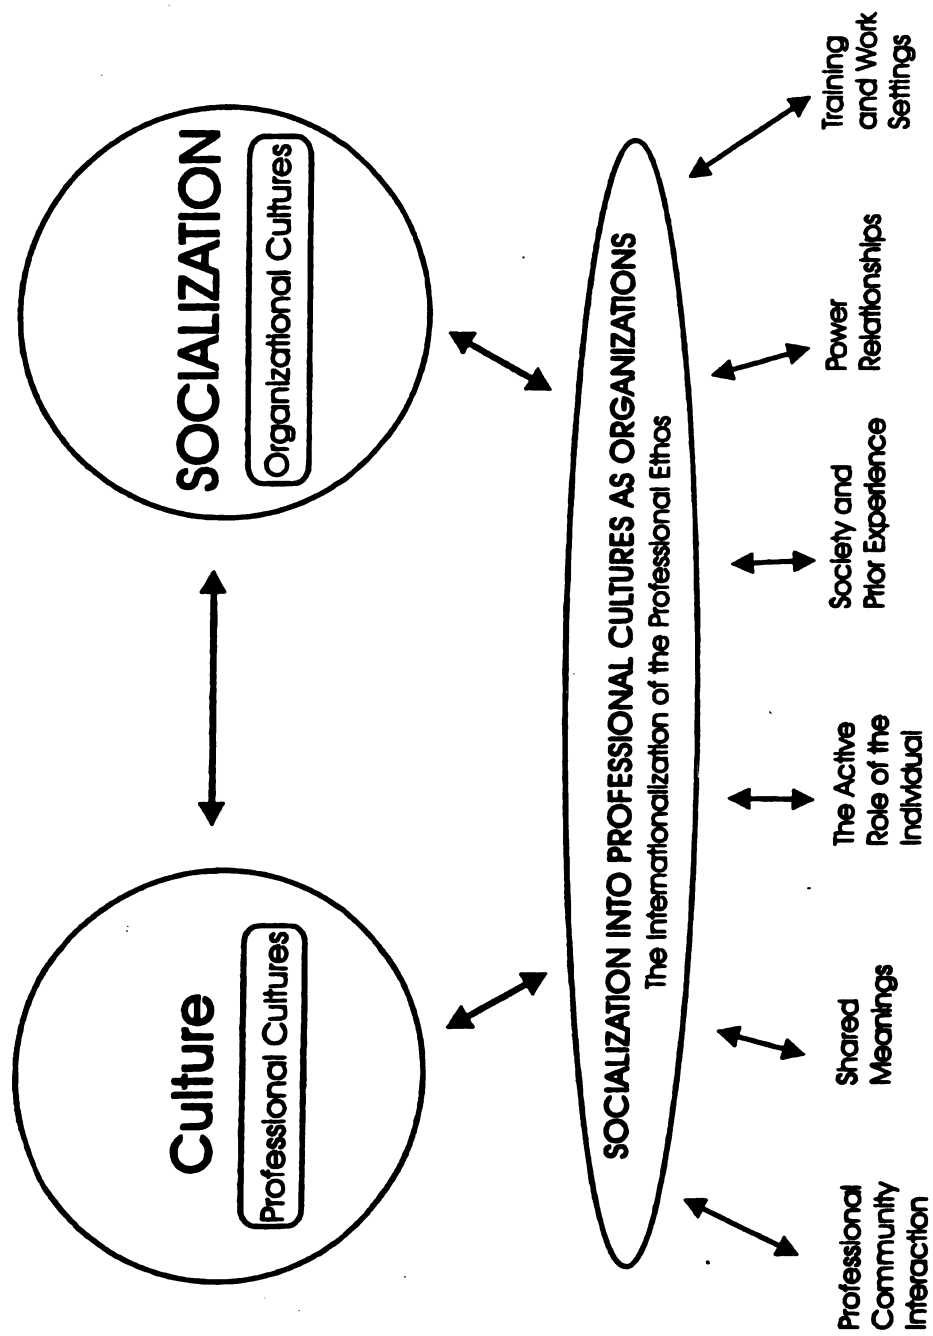 Culture
Professional Cultures
SOCIALIZATION
Organizational Cultures
SOCIALIZATION INTO PROFESSIONAL CULTURES AS ORGANIZATIONS
The Internationalization of the Professional Ethos
Professional
Community
Interaction
Shared
Meanings
The Active
Role of the
Individual
Society and
Prior Experience
Power
Relationships
Training
and Work
Settings